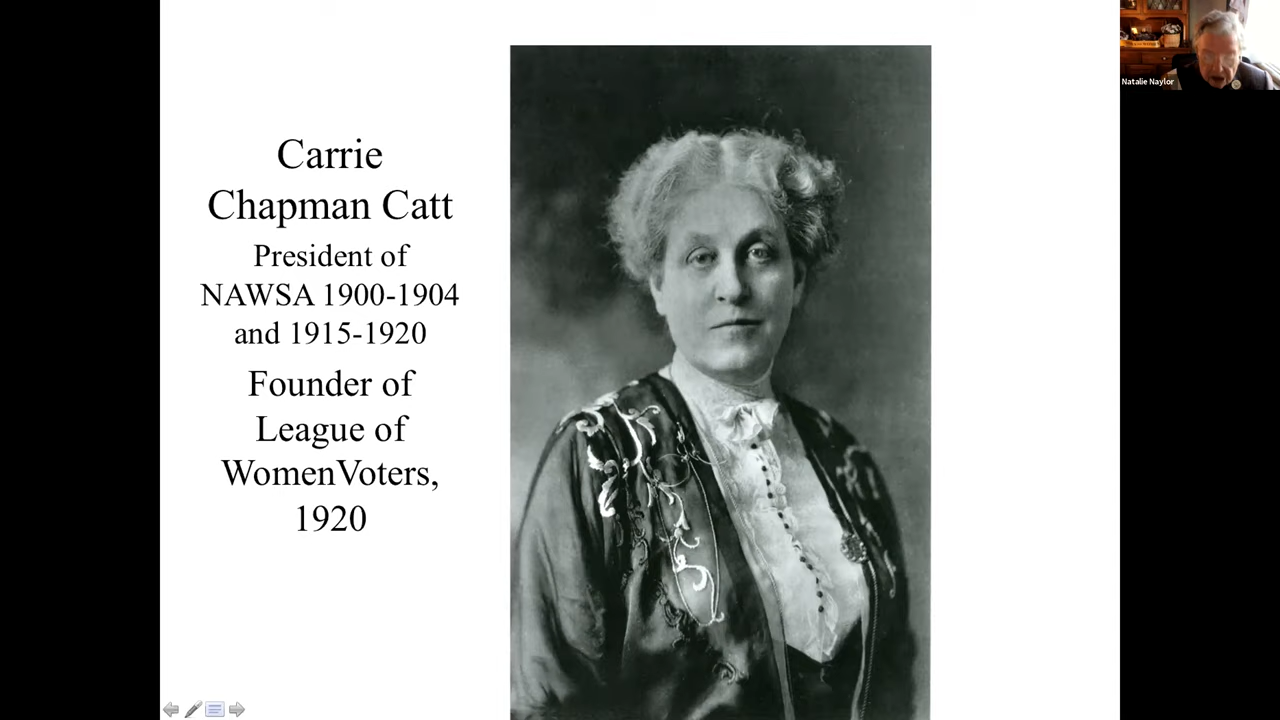 Carrie
Chapman Catt
President of
NAWSA 1900-1904
and 1915-1920
Founder of
League of
WomenVoters,
1920
Natalie Naylor